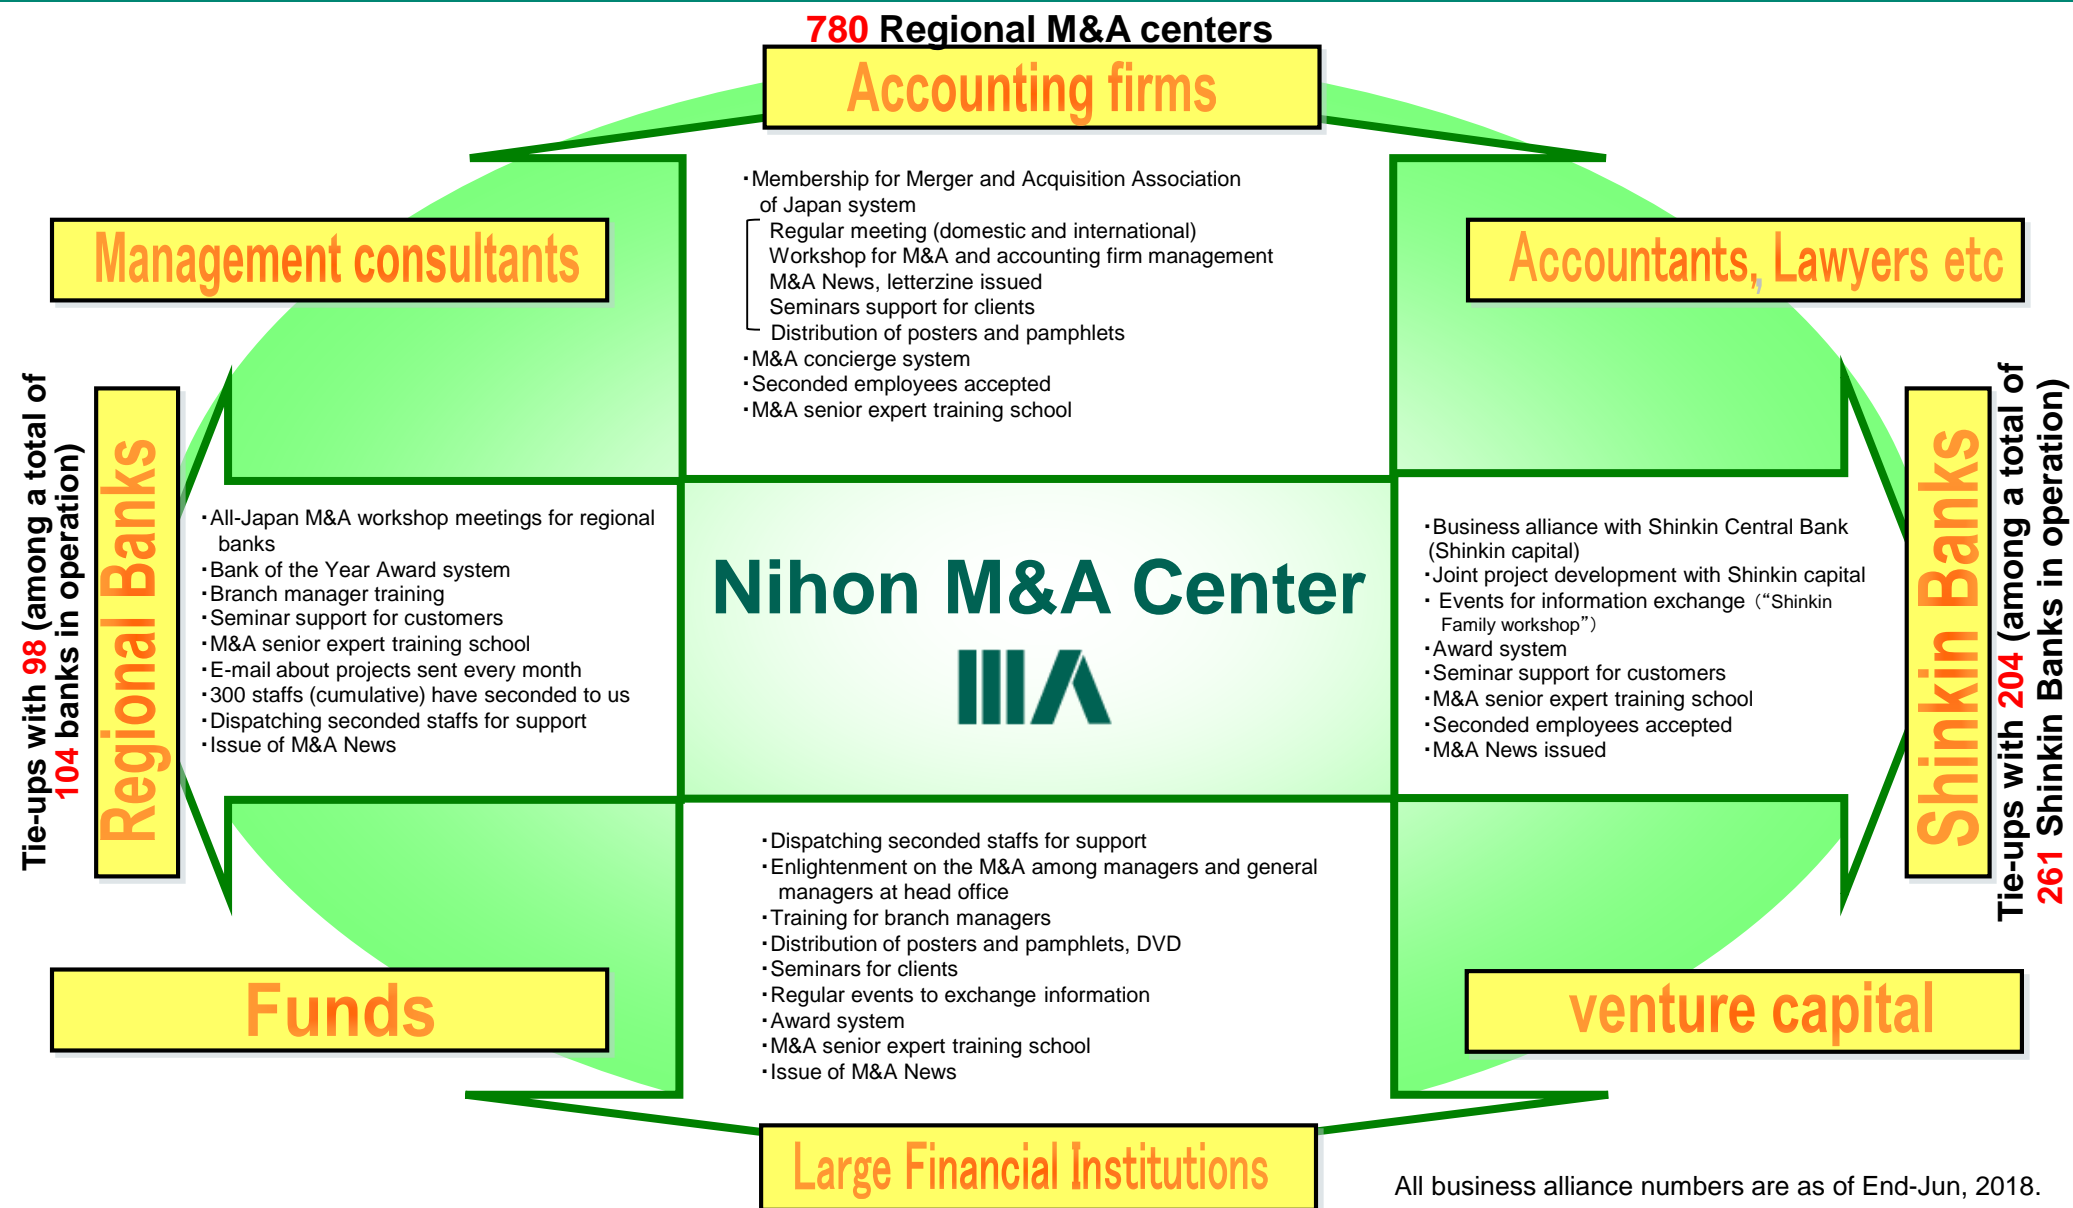 780 Regional M&A centers
Accounting firms
Management consultants
Accountants, Lawyers etc
・Membership for Merger and Acquisition Association
of Japan system
Regular meeting (domestic and international)
Workshop for M&A and accounting firm management
M&A News, letterzine issued
Seminars support for clients
Distribution of posters and pamphlets
・M&A concierge system
・Seconded employees accepted
・M&A senior expert training school
Tie-ups with 98 (among a total of
104 banks in operation)
Regional Banks
・All-Japan M&A workshop meetings for regional
banks
・Bank of the Year Award system
・Branch manager training
・Seminar support for customers
・M&A senior expert training school
・E-mail about projects sent every month
・300 staffs (cumulative) have seconded to us
・Dispatching seconded staffs for support
・Issue of M&A News
Nihon M&A Center
・Business alliance with Shinkin Central Bank
(Shinkin capital)
・Joint project development with Shinkin capital
・ Events for information exchange（“Shinkin
Family workshop”）
・Award system
・Seminar support for customers
・M&A senior expert training school
・Seconded employees accepted
・M&A News issued
Shinkin Banks
Tie-ups with 204 (among a total of
261 Shinkin Banks in operation)
・Dispatching seconded staffs for support
・Enlightenment on the M&A among managers and general
managers at head office
・Training for branch managers
・Distribution of posters and pamphlets, DVD
・Seminars for clients
・Regular events to exchange information
・Award system
・M&A senior expert training school
・Issue of M&A News
Funds
venture capital
Large Financial Institutions
All business alliance numbers are as of End-Jun, 2018.